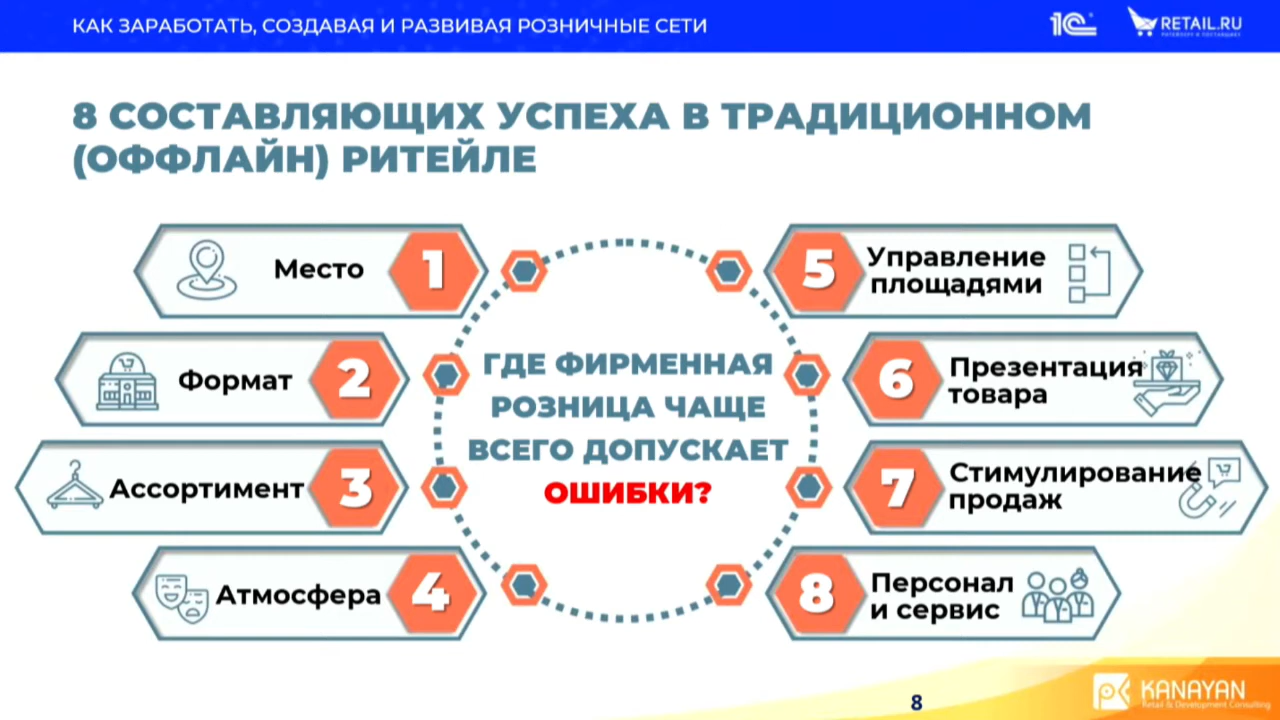 КАК ЗАРАБОТАТЬ, СОЗДАВАЯ И РАЗВИВАЯ РОЗНИЧНЫЕ СЕТИ
1С
RETAIL.RU
8 СОСТАВЛЯЮЩИХ УСПЕХА В ТРАДИЦИОННОМ
(ОФФЛАЙН) РИТЕЙЛЕ
Место 1
Формат 2
Ассортимент 3
Атмосфера 4
ГДЕ ФИРМЕННАЯ
РОЗНИЦА ЧАЩЕ
ВСЕГО ДОПУСКАЕТ
ОШИБКИ?
5 Управление
площадями
6 Презентация
товара
7 Стимулирование
продаж
8 Персонал
и сервис
8
KANAYAN
Retail & Development Consulting